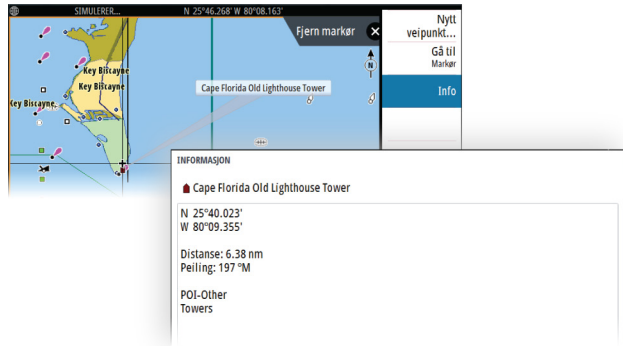 SIMULERER...
N 25°46.268' W 80°08.163'
Fjern markør
Nytt
veipunkt...
Gå til
Markør
Info
N
Key Biscayne
Key Biscayne
Key Biscayne
Cape Florida Old Lighthouse Tower
INFORMASJON
Cape Florida Old Lighthouse Tower
N 25°40.023'
W 80°09.355'
Distanse: 6.38 nm
Peiling: 197 °M
POI-Other
Towers